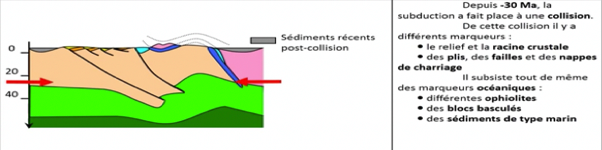 Sédiments récents
post-collision
0
20
40
Depuis -30 Ma, la
subduction a fait place à une collision.
De cette collision il y a
différents marqueurs :
• le relief et la racine crustale
• des plis, des failles et des nappes
de charriage
Il subsiste tout de même
des marqueurs océaniques :
• différentes ophiolites
• des blocs basculés
• des sédiments de type marin